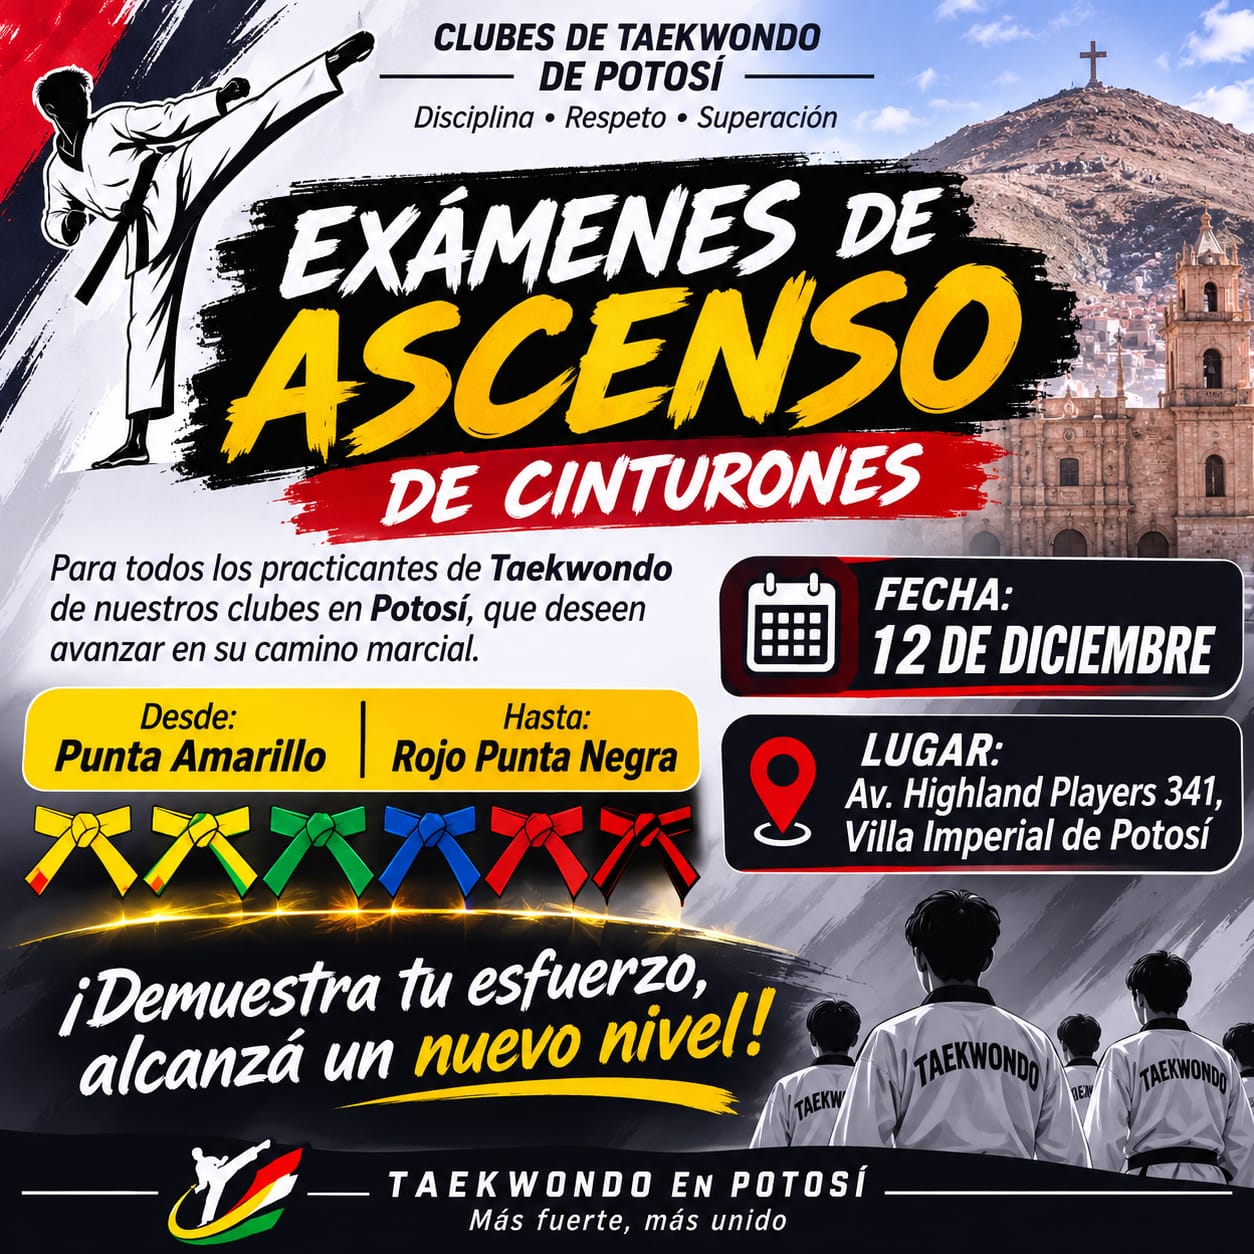 CLUBES DE TAEKWONDO
DE POTOSÍ
Disciplina • Respeto • Superación
EXÁMENES DE
ASCENSO
DE CINTURONES
Para todos los practicantes de Taekwondo
de nuestros clubes en Potosí, que deseen
avanzar en su camino marcial.
FECHA:
12 DE DICIEMBRE
Desde:
Punta Amarillo
Hasta:
Rojo Punta Negra
LUGAR:
Av. Highland Players 341,
Villa Imperial de Potosí
¡Demuestra tu esfuerzo,
alcanzá un nuevo nivel!
TAEKWONDO
TAEKWONDO
TAEKW
TAEKWONDO EN POTOSÍ
Más fuerte, más unido